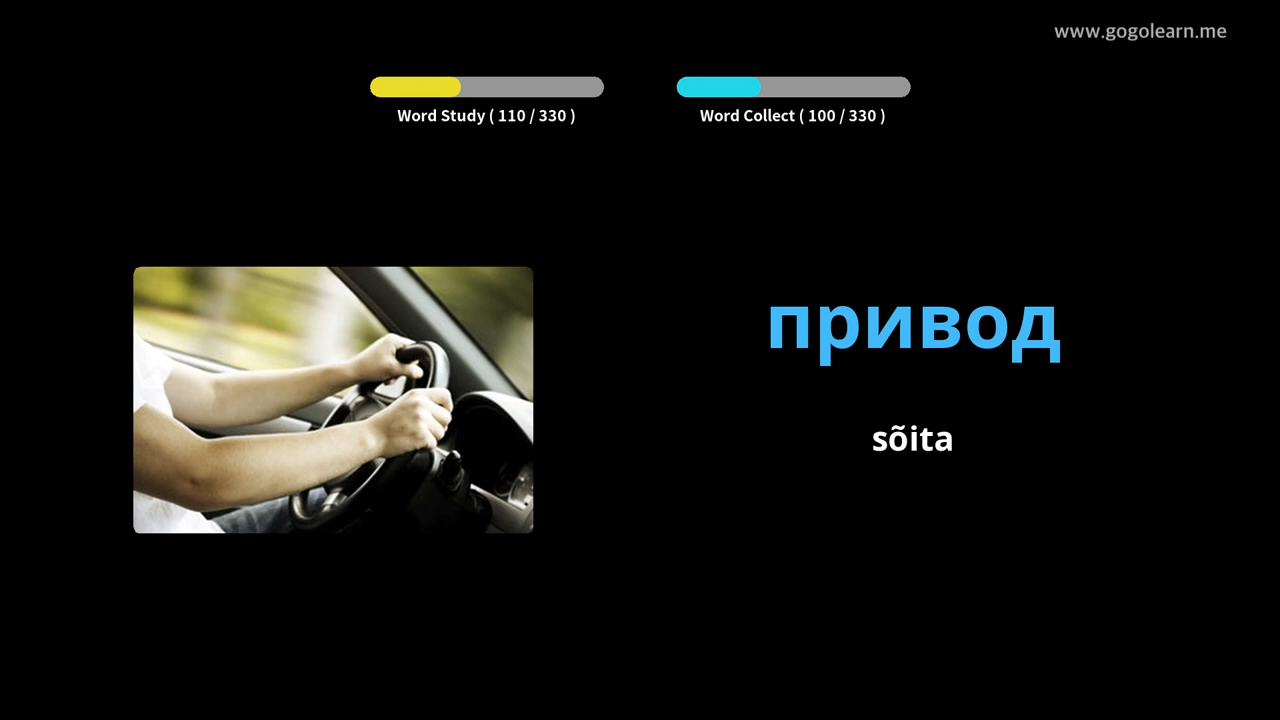 www.gogolearn.me
Word Study ( 110 / 330 )
Word Collect ( 100 / 330 )
привод
sõita